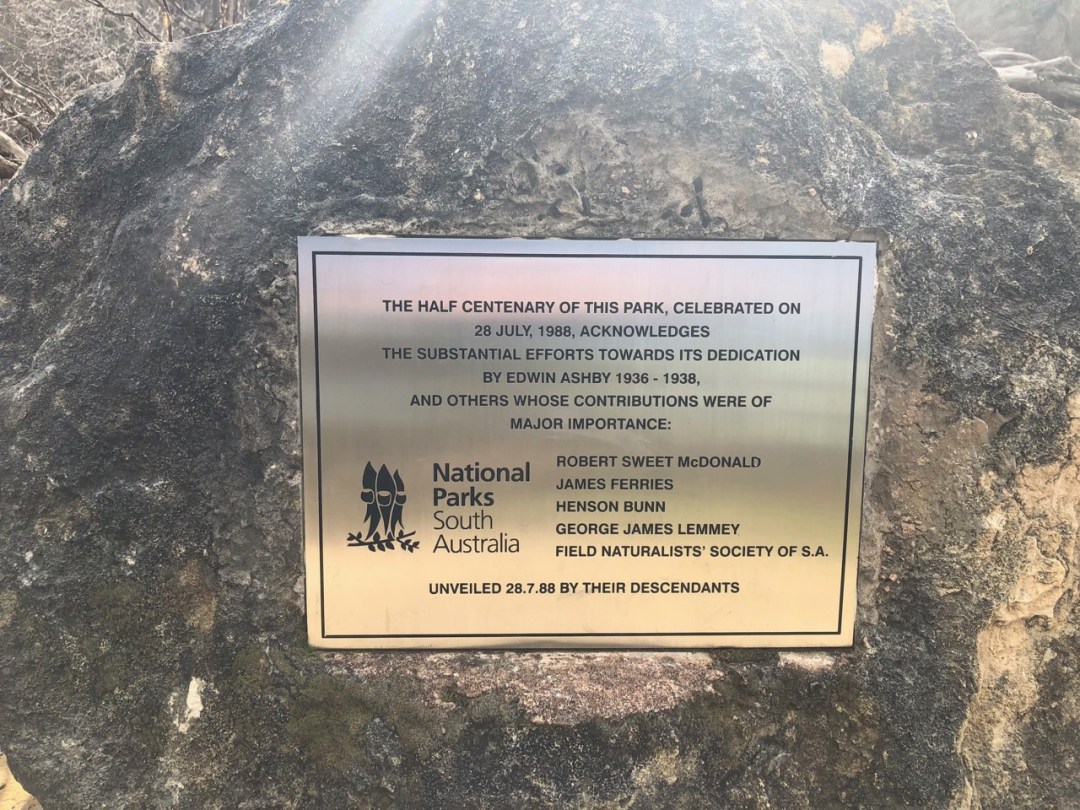 THE HALF CENTENARY OF THIS PARK, CELEBRATED ON
28 JULY, 1988, ACKNOWLEDGES
THE SUBSTANTIAL EFFORTS TOWARDS ITS DEDICATION
BY EDWIN ASHBY 1936 - 1938,
AND OTHERS WHOSE CONTRIBUTIONS WERE OF
MAJOR IMPORTANCE:
National
Parks
South
Australia
ROBERT SWEET McDONALD
JAMES FERRIES
HENSON BUNN
GEORGE JAMES LEMMEY
FIELD NATURALISTS' SOCIETY OF S.A.
UNVEILED 28.7.88 BY THEIR DESCENDANTS